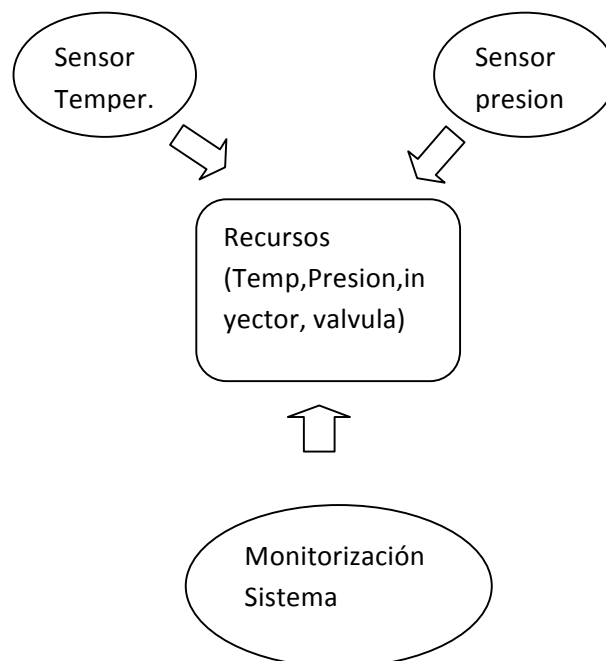 Sensor
Temper.
Sensor
presion
Recursos
(Temp,Presion,in
yector, valvula)
Monitorización
Sistema